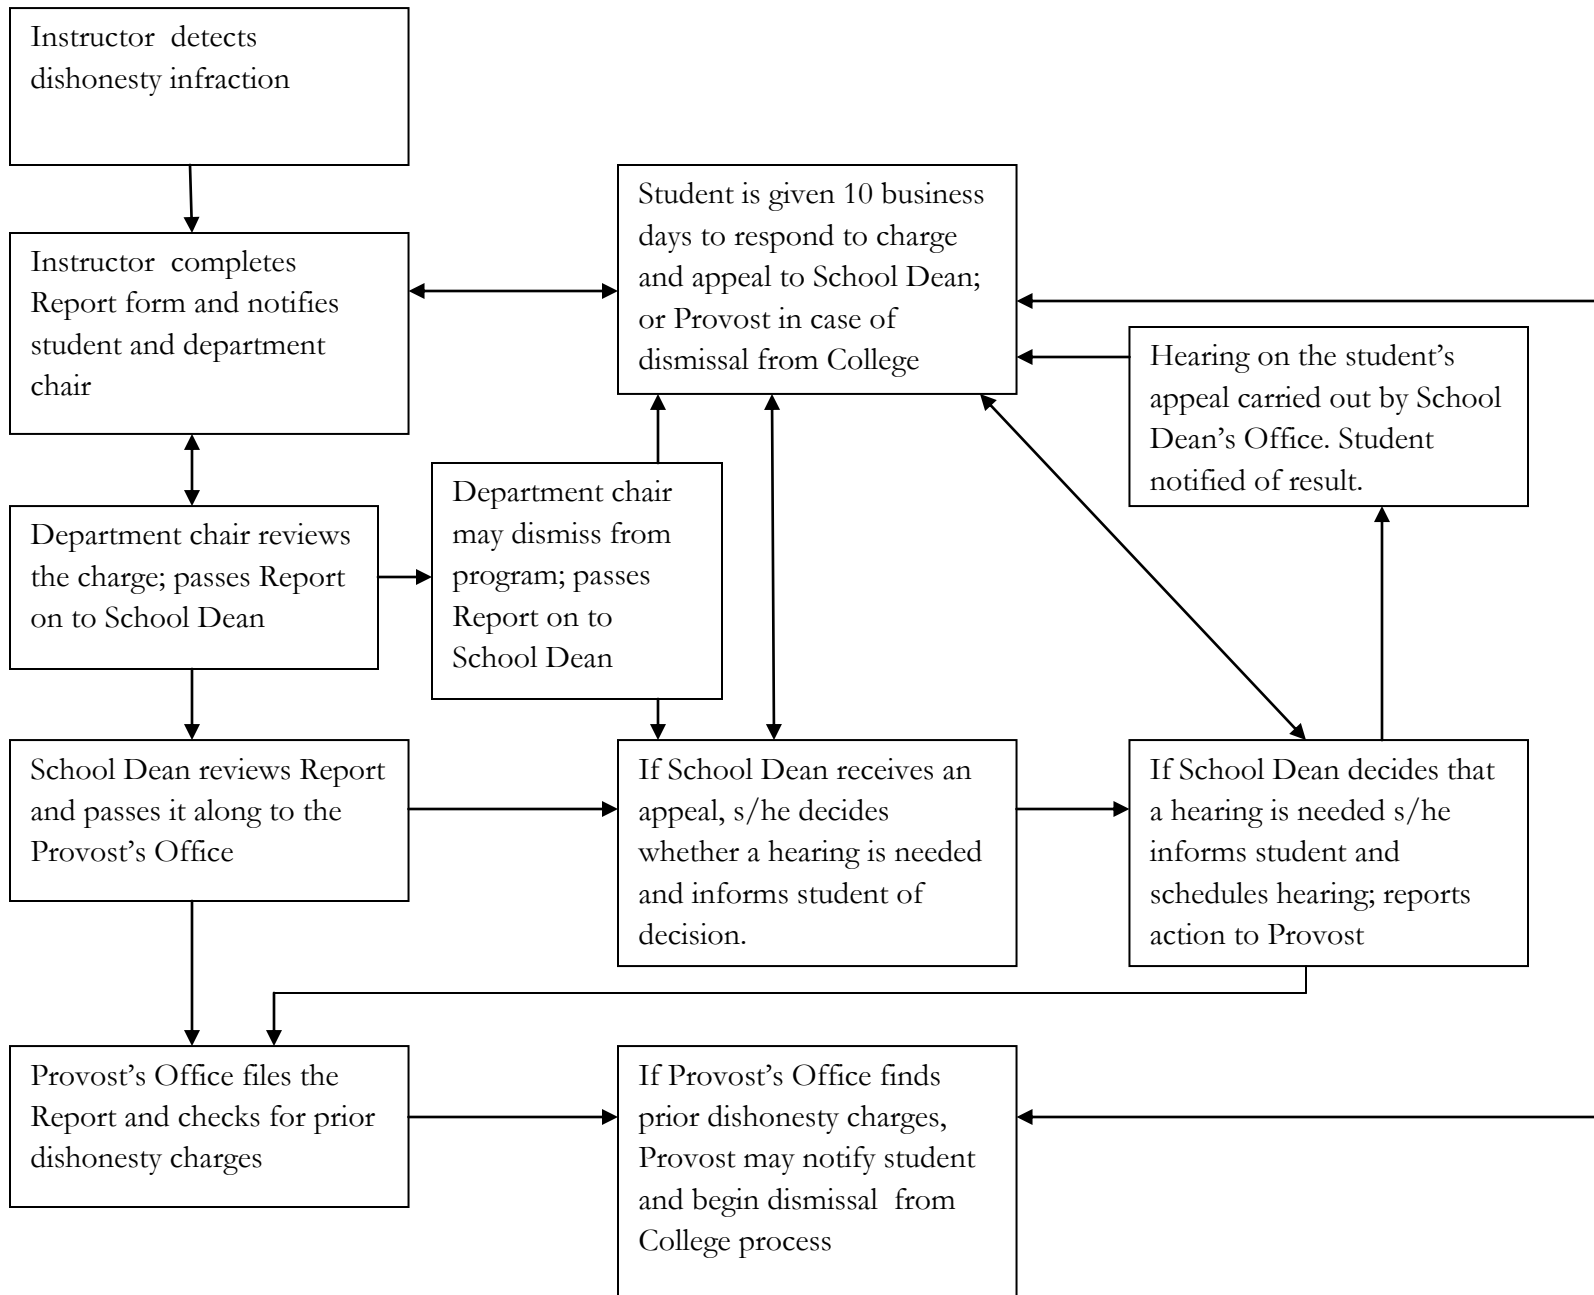 Instructor  detects
dishonesty infraction
Instructor  completes
Report form and notifies
student and department
chair
Student is given 10 business
days to respond to charge
and appeal to School Dean;
or Provost in case of
dismissal from College
Hearing on the student’s
appeal carried out by School
Dean’s Office. Student
notified of result.
Department chair reviews
the charge; passes Report
on to School Dean
Department chair
may dismiss from
program; passes
Report on to
School Dean
School Dean reviews Report
and passes it along to the
Provost’s Office
If School Dean receives an
appeal, s/he decides
whether a hearing is needed
and informs student of
decision.
If School Dean decides that
a hearing is needed s/he
informs student and
schedules hearing; reports
action to Provost
Provost’s Office files the
Report and checks for prior
dishonesty charges
If Provost’s Office finds
prior dishonesty charges,
Provost may notify student
and begin dismissal  from
College process